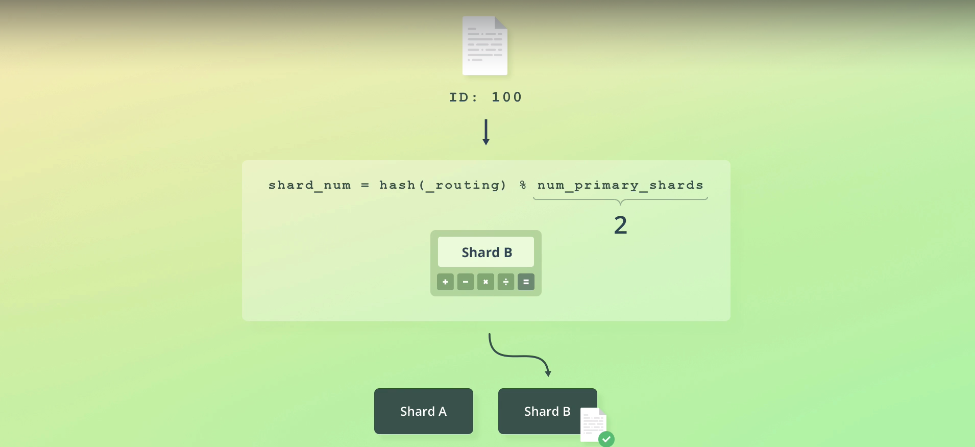 ID: 100
shard_num = hash(_routing) % num_primary_shards
2
Shard B
+ − × ÷ =
Shard A
Shard B